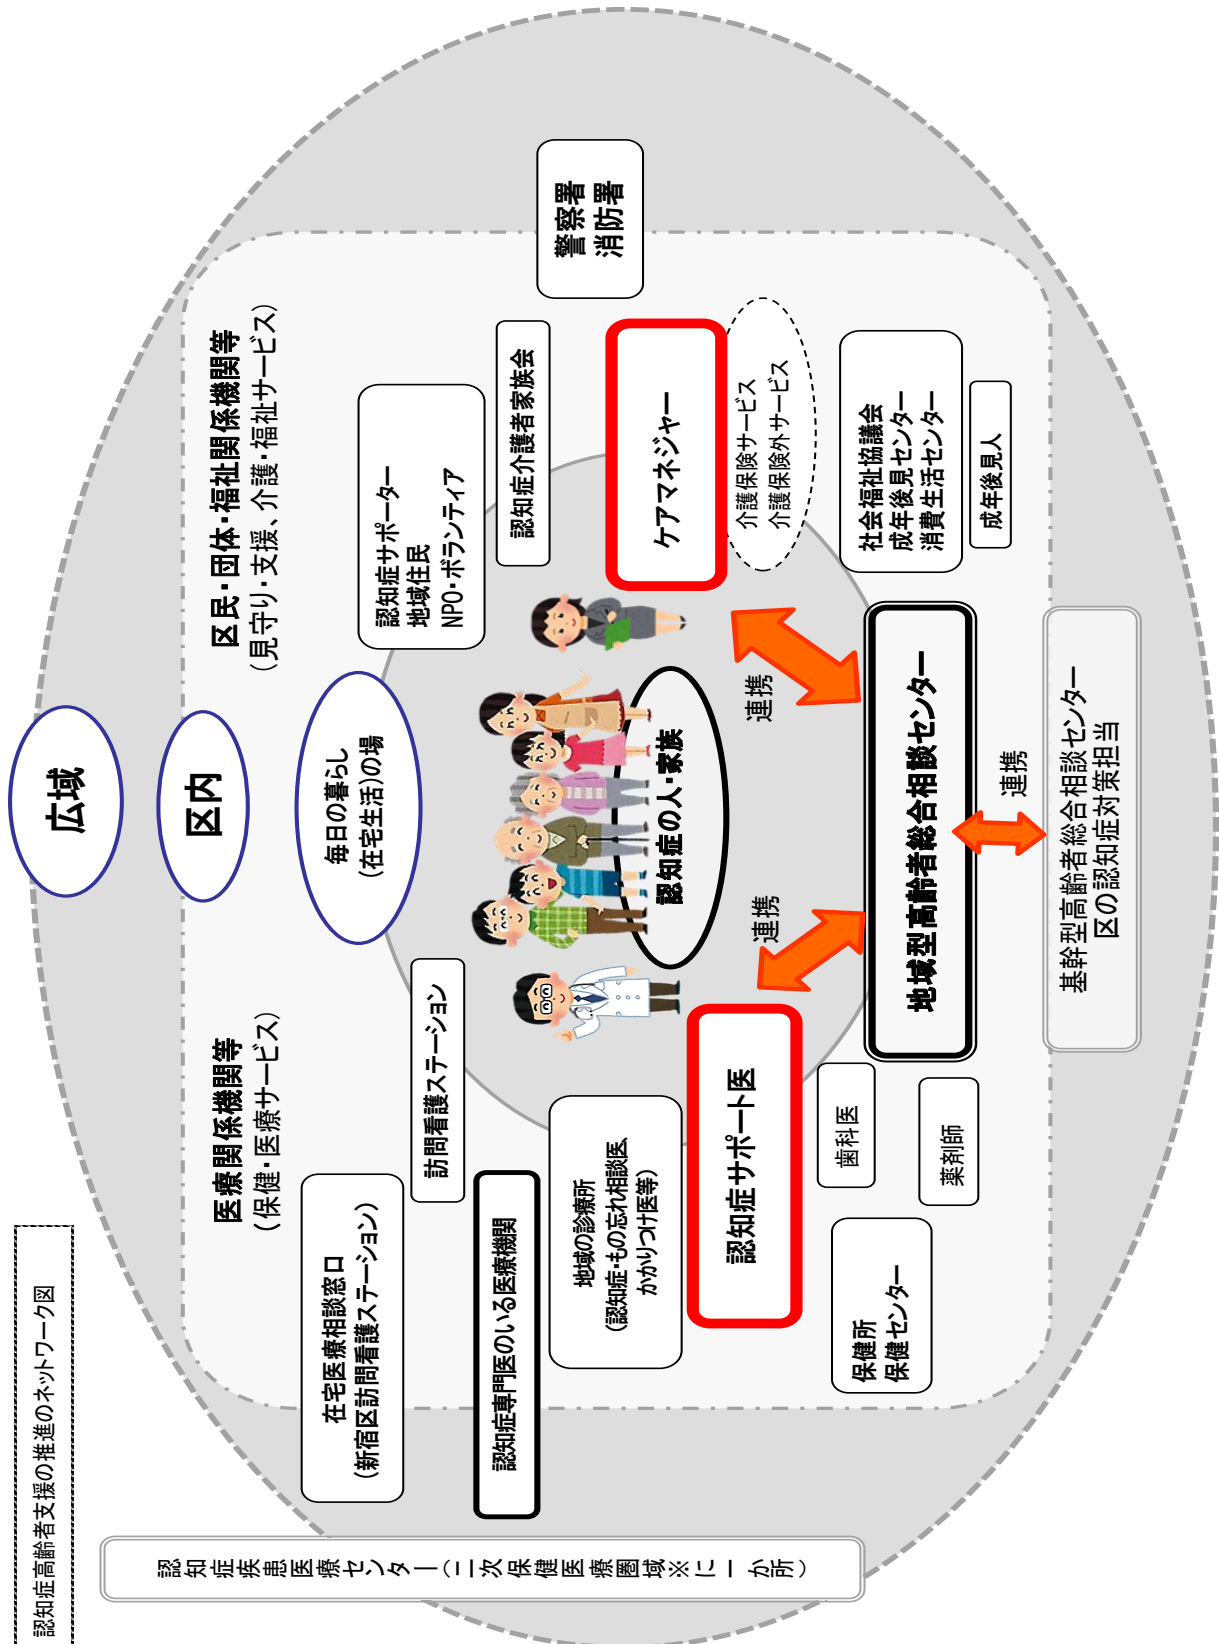 認知症高齢者支援の推進のネットワーク図
広域
区内
毎日の暮らし
(在宅生活)の場
医療関係機関等
(保健・医療サービス)
区民・団体・福祉関係機関等
(見守り・支援、介護・福祉サービス)
認知症疾患医療センター(二次保健医療圏域※に一か所)
在宅医療相談窓口
(新宿区訪問看護ステーション)
訪問看護ステーション
認知症専門医のいる医療機関
地域の診療所
(認知症・もの忘れ相談医、
かかりつけ医等)
認知症サポート医
歯科医
薬剤師
保健所
保健センター
認知症サポーター
地域住民
NPO・ボランティア
認知症介護者家族会
警察署
消防署
ケアマネジャー
介護保険サービス
介護保険外サービス
社会福祉協議会
成年後見センター
消費生活センター
成年後見人
認知症の人・家族
連携
連携
地域型高齢者総合相談センター
連携
基幹型高齢者総合相談センター
区の認知症対策担当